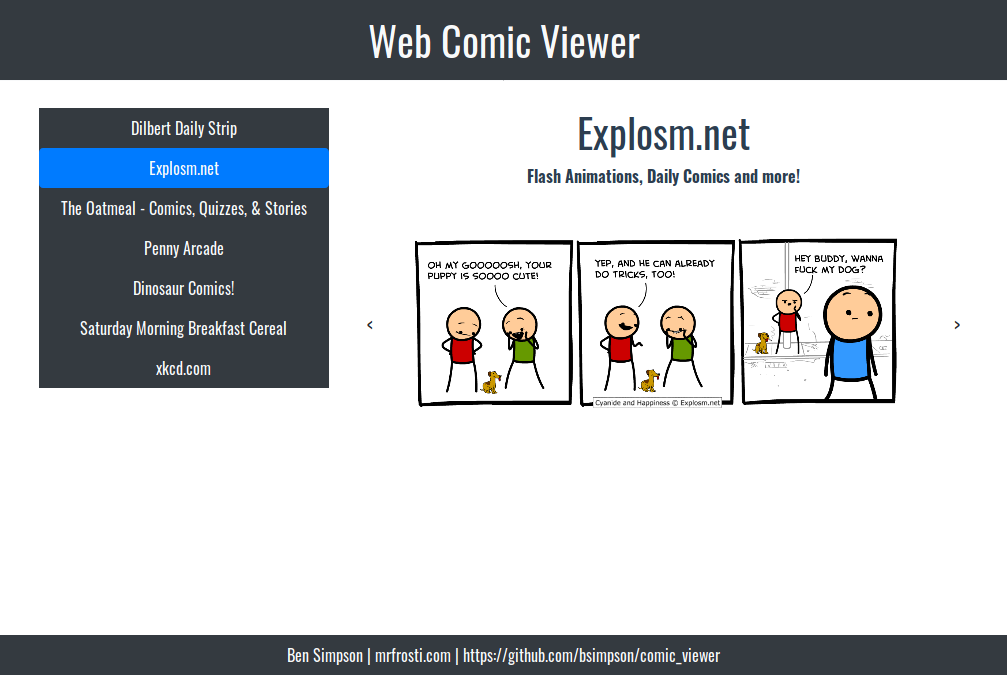 Web Comic Viewer
Dilbert Daily Strip
Explosm.net
The Oatmeal - Comics, Quizzes, & Stories
Penny Arcade
Dinosaur Comics!
Saturday Morning Breakfast Cereal
xkcd.com
Explosm.net
Flash Animations, Daily Comics and more!
‹
OH MY GOOOOOSH, YOUR
PUPPY IS SOOOO CUTE!
YEP, AND HE CAN ALREADY
DO TRICKS, TOO!
HEY BUDDY, WANNA
FUCK MY DOG?
Cyanide and Happiness © Explosm.net
›
Ben Simpson | mrfrosti.com | https://github.com/bsimpson/comic_viewer